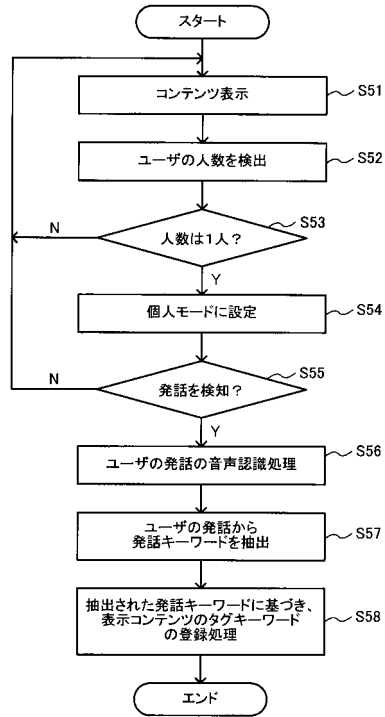 スタート
コンテンツ表示
S51
ユーザの人数を検出
S52
人数は1人?
S53
N
Y
個人モードに設定
S54
発話を検知?
S55
N
Y
ユーザの発話の音声認識処理
S56
ユーザの発話から
発話キーワードを抽出
S57
抽出された発話キーワードに基づき、
表示コンテンツのタグキーワード
の登録処理
S58
エンド